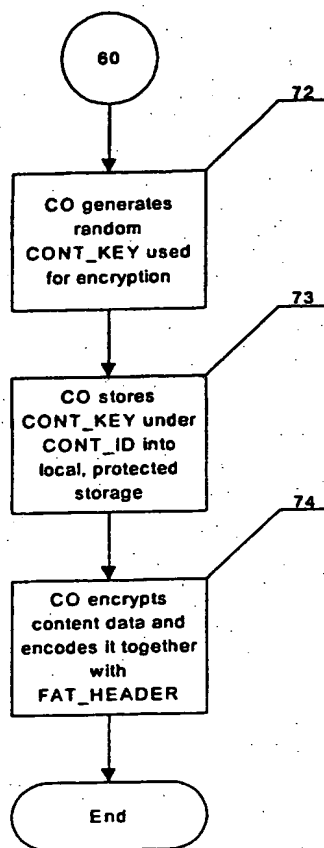 60
72
CO generates
random
CONT_KEY used
for encryption
73
CO stores
CONT_KEY under
CONT_ID into
local, protected
storage
74
CO encrypts
content data and
encodes it together
with
FAT_HEADER
End